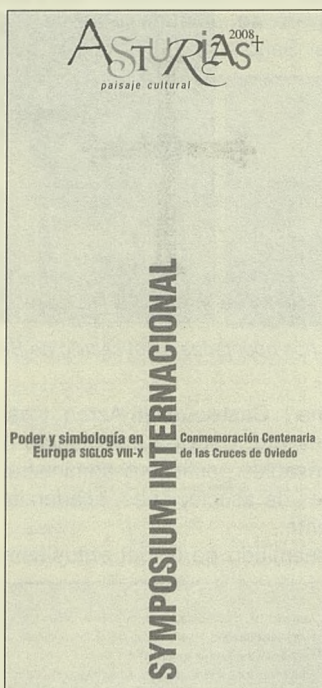 ASTURIAS 2008+
paisaje cultural
SYMPOSIUM INTERNACIONAL
Poder y simbología en
Europa SIGLOS VIII-X
Conmemoración Centenaria
de las Cruces de Oviedo